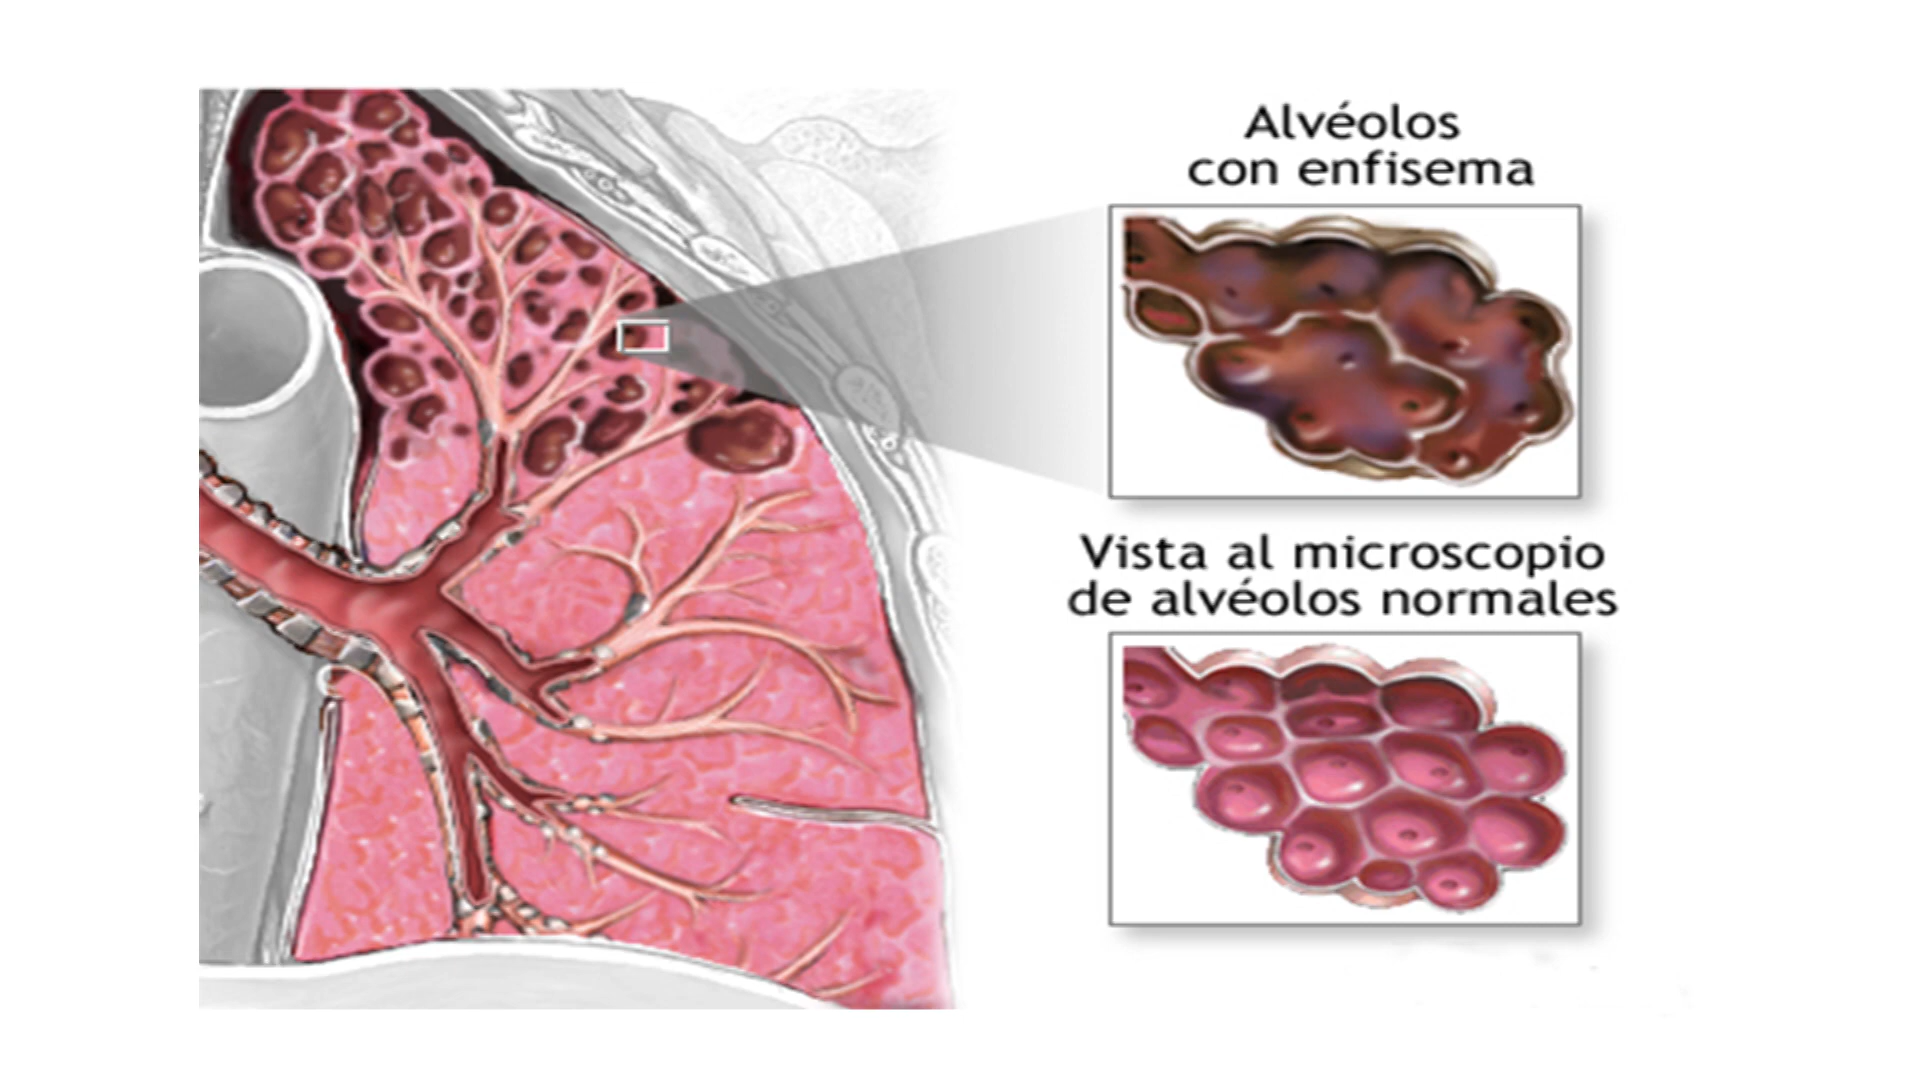 Alvéolos
con enfisema
Vista al microscopio
de alvéolos normales